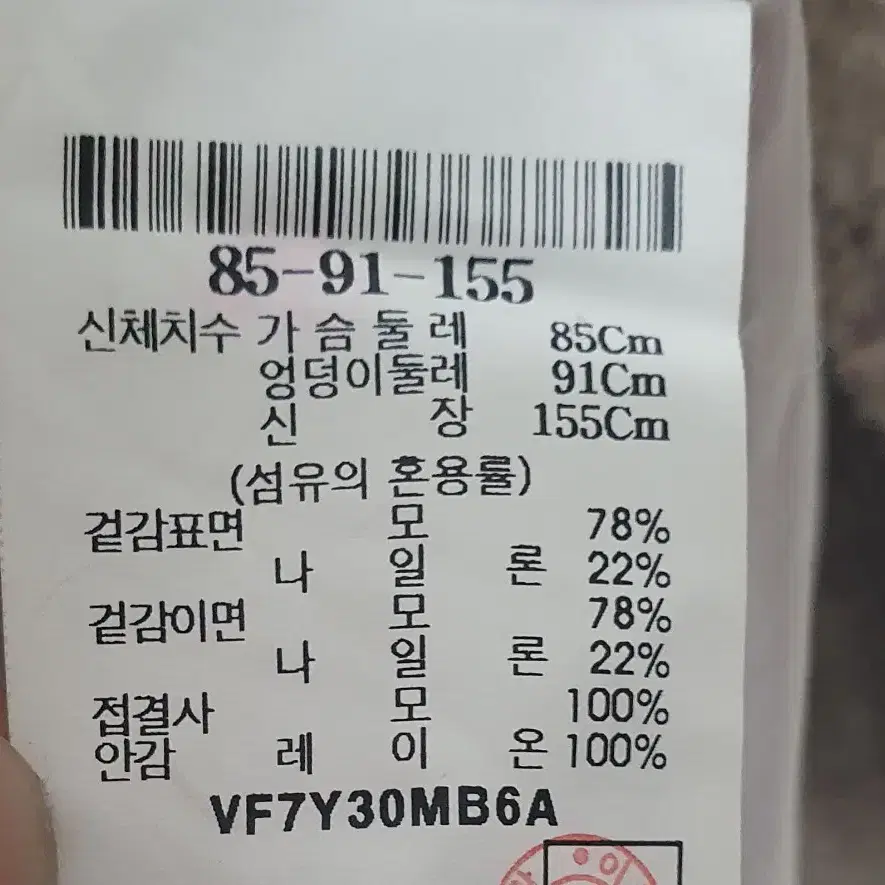 85-91-155
신체치수 가 슴 둘 레 85Cm
엉덩이둘레 91Cm
신 장 155Cm
(섬유의 혼용률)
겉감표면 모 78%
나 일 론 22%
겉감이면 모 78%
나 일 론 22%
접결사 모 100%
안감 레 이 온 100%
VF7Y30MB6A